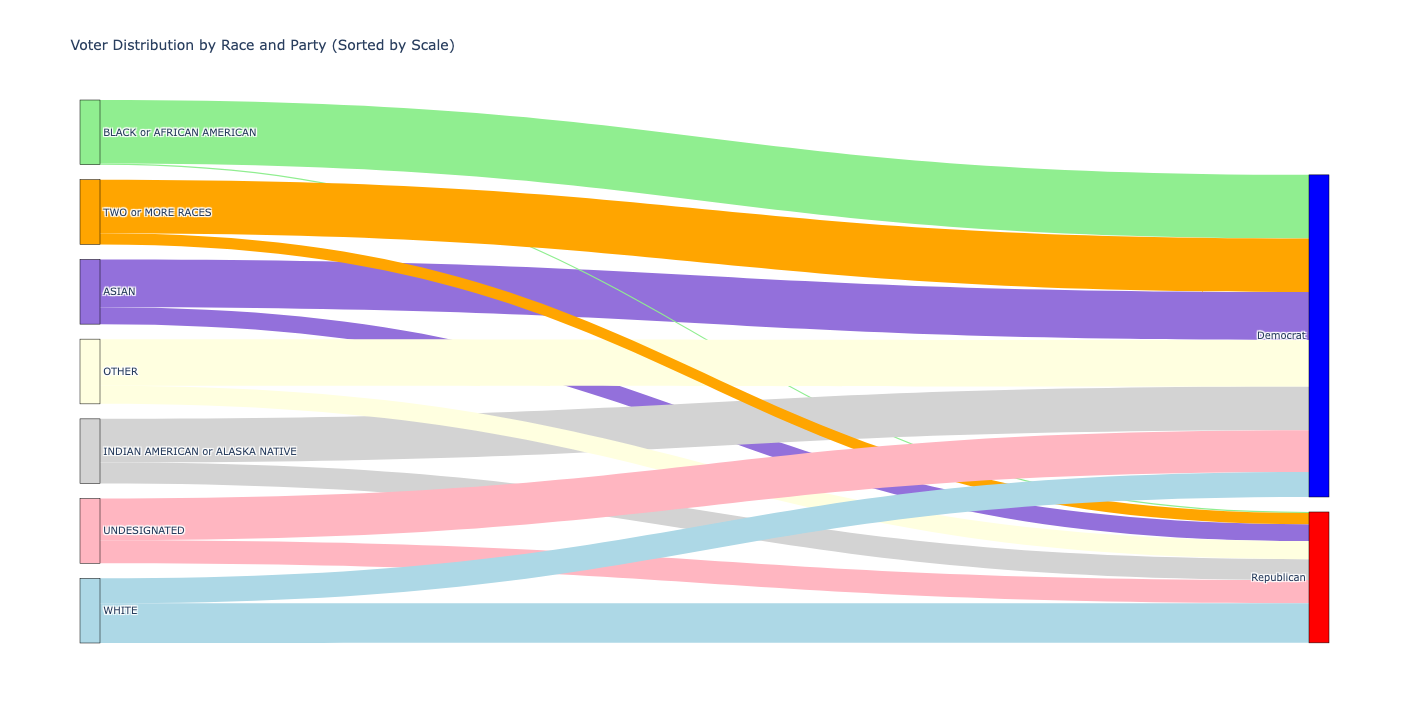 Voter Distribution by Race and Party (Sorted by Scale)
BLACK or AFRICAN AMERICAN
TWO or MORE RACES
ASIAN
OTHER
INDIAN AMERICAN or ALASKA NATIVE
UNDESIGNATED
WHITE
Democrat
Republican